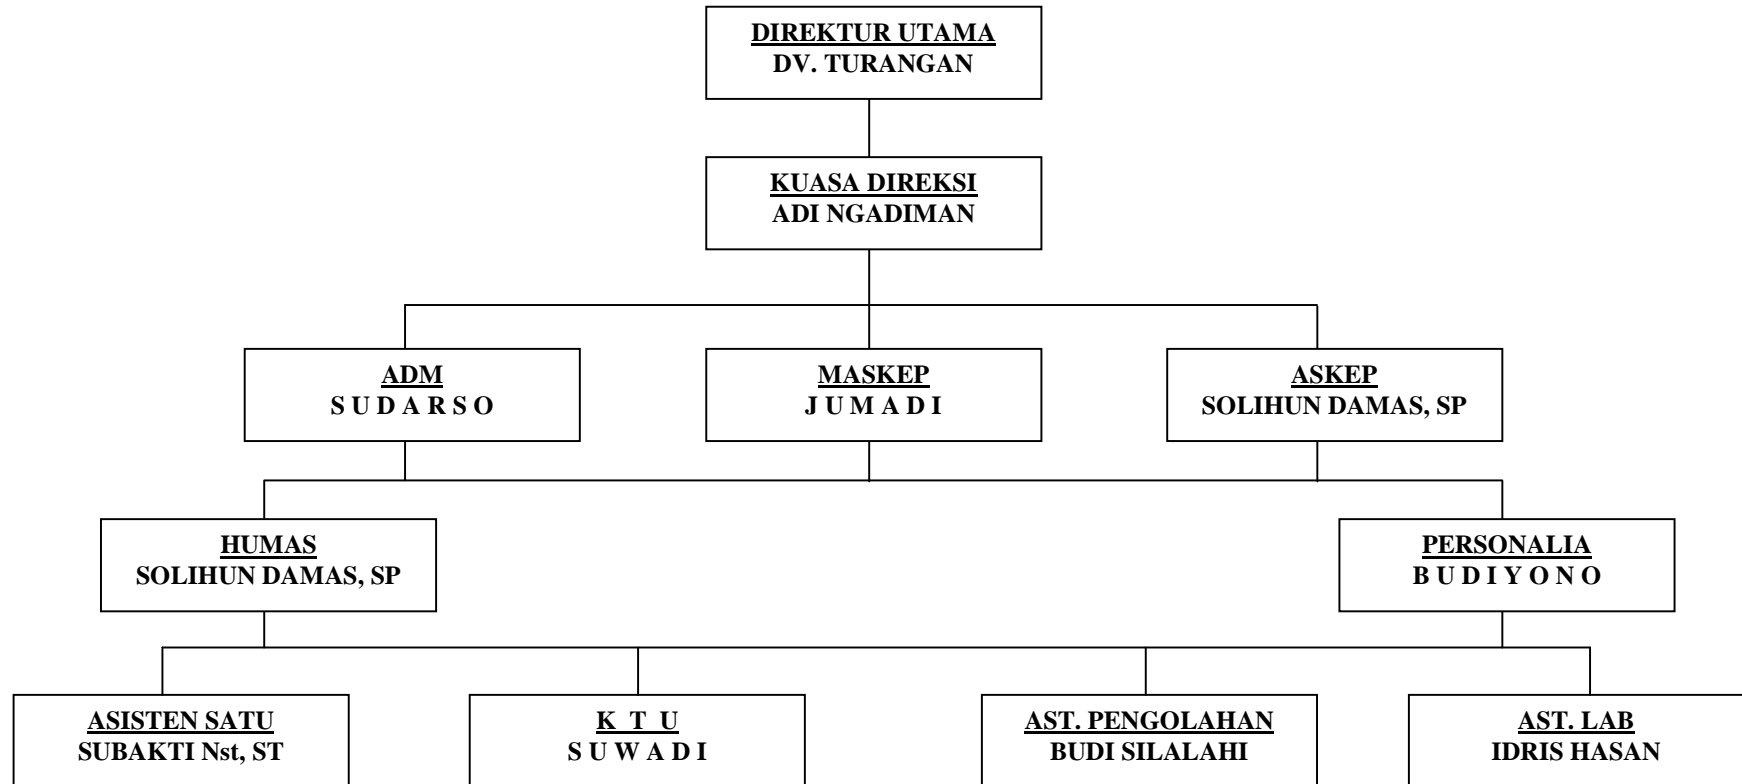 DIREKTUR UTAMA
DV. TURANGAN
KUASA DIREKSI
ADI NGADIMAN
ADM
S U D A R S O
MASKEP
J U M A D I
ASKEP
SOLIHUN DAMAS, SP
HUMAS
SOLIHUN DAMAS, SP
PERSONALIA
B U D I Y O N O
ASISTEN SATU
SUBAKTI Nst, ST
K T U
S U W A D I
AST. PENGOLAHAN
BUDI SILALAHI
AST. LAB
IDRIS HASAN